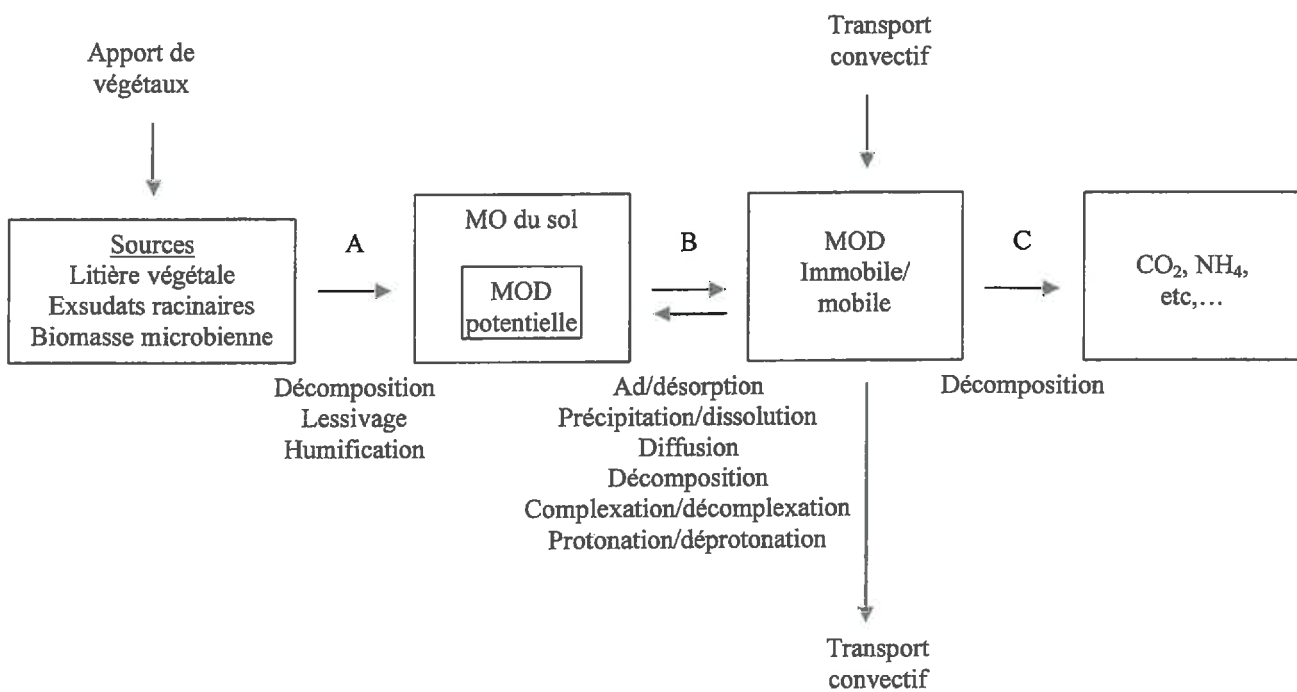 Apport de
végétaux
Transport
convectif
Sources
Litière végétale
Exsudats racinaires
Biomasse microbienne
A
Décomposition
Lessivage
Humification
MO du sol
MOD
potentielle
B
Ad/désorption
Précipitation/dissolution
Diffusion
Décomposition
Complexation/décomplexation
Protonation/déprotonation
MOD
Immobile/
mobile
C
Décomposition
CO₂, NH₄,
etc,...
Transport
convectif